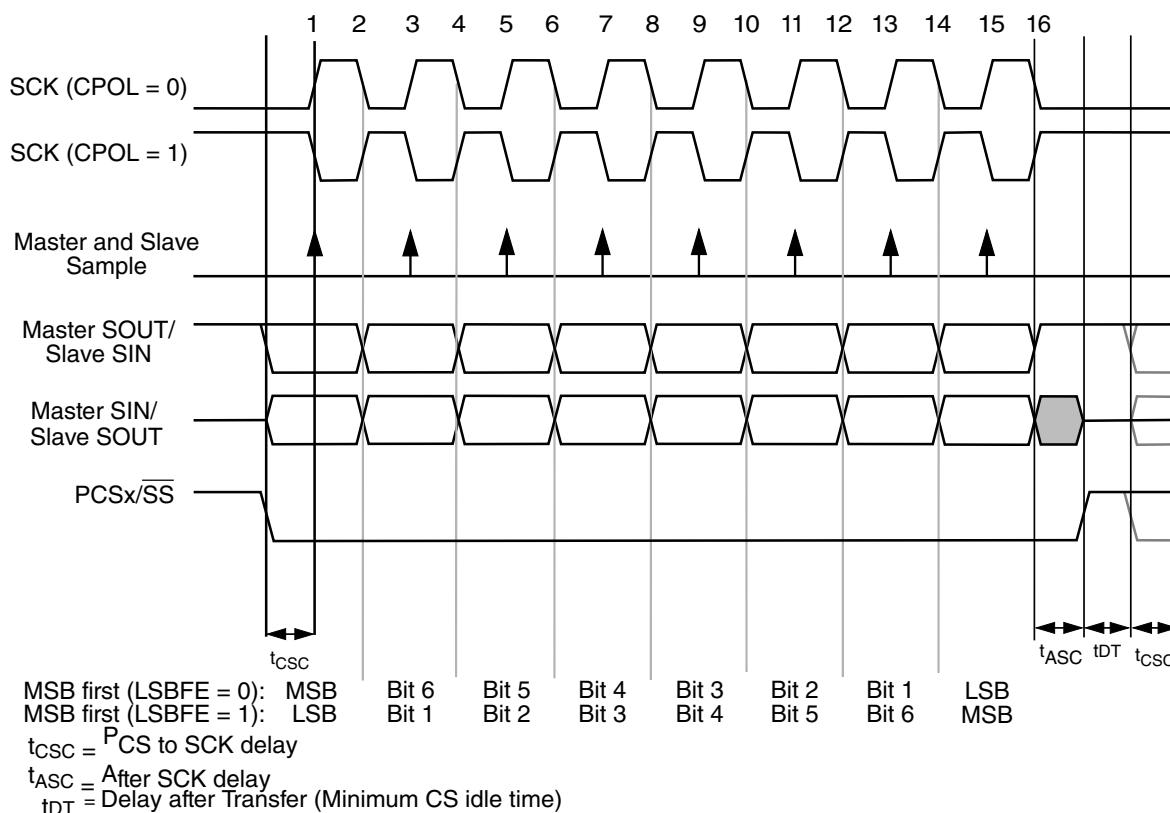 1 2 3 4 5 6 7 8 9 10 11 12 13 14 15 16
SCK (CPOL = 0)
SCK (CPOL = 1)
Master and Slave
Sample
Master SOUT/
Slave SIN
Master SIN/
Slave SOUT
PCSx/SS
tCSC tASC tDT tCSC
MSB first (LSBFE = 0): MSB Bit 6 Bit 5 Bit 4 Bit 3 Bit 2 Bit 1 LSB
MSB first (LSBFE = 1): LSB Bit 1 Bit 2 Bit 3 Bit 4 Bit 5 Bit 6 MSB
tCSC = PCS to SCK delay
tASC = After SCK delay
tDT = Delay after Transfer (Minimum CS idle time)